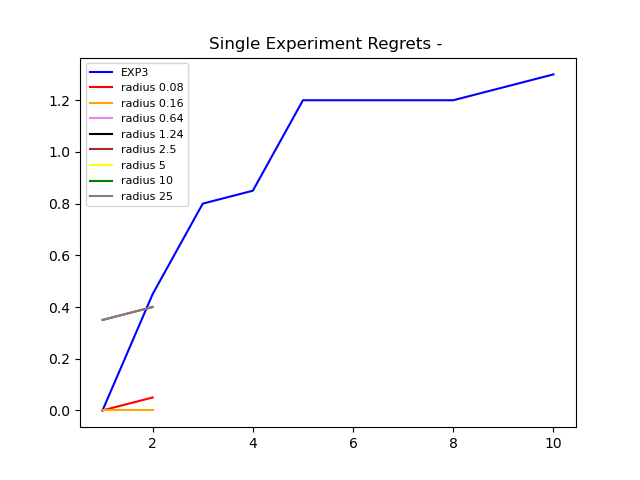 Single Experiment Regrets -
EXP3
radius 0.08
radius 0.16
radius 0.64
radius 1.24
radius 2.5
radius 5
radius 10
radius 25
1.2
1.0
0.8
0.6
0.4
0.2
0.0
2 4 6 8 10